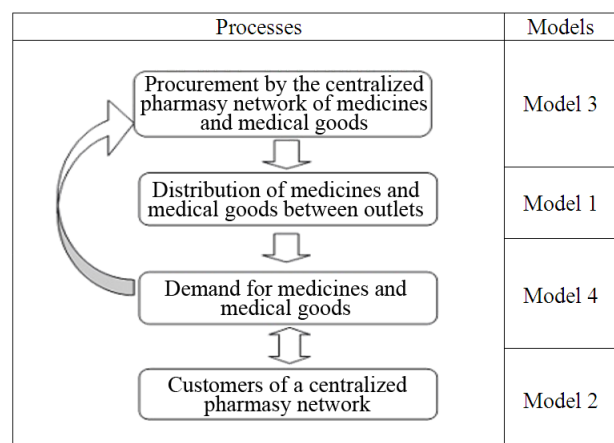 Processes
Models
Procurement by the centralized
pharmasy network of medicines
and medical goods
Model 3
Distribution of medicines and
medical goods between outlets
Model 1
Demand for medicines and
medical goods
Model 4
Customers of a centralized
pharmasy network
Model 2